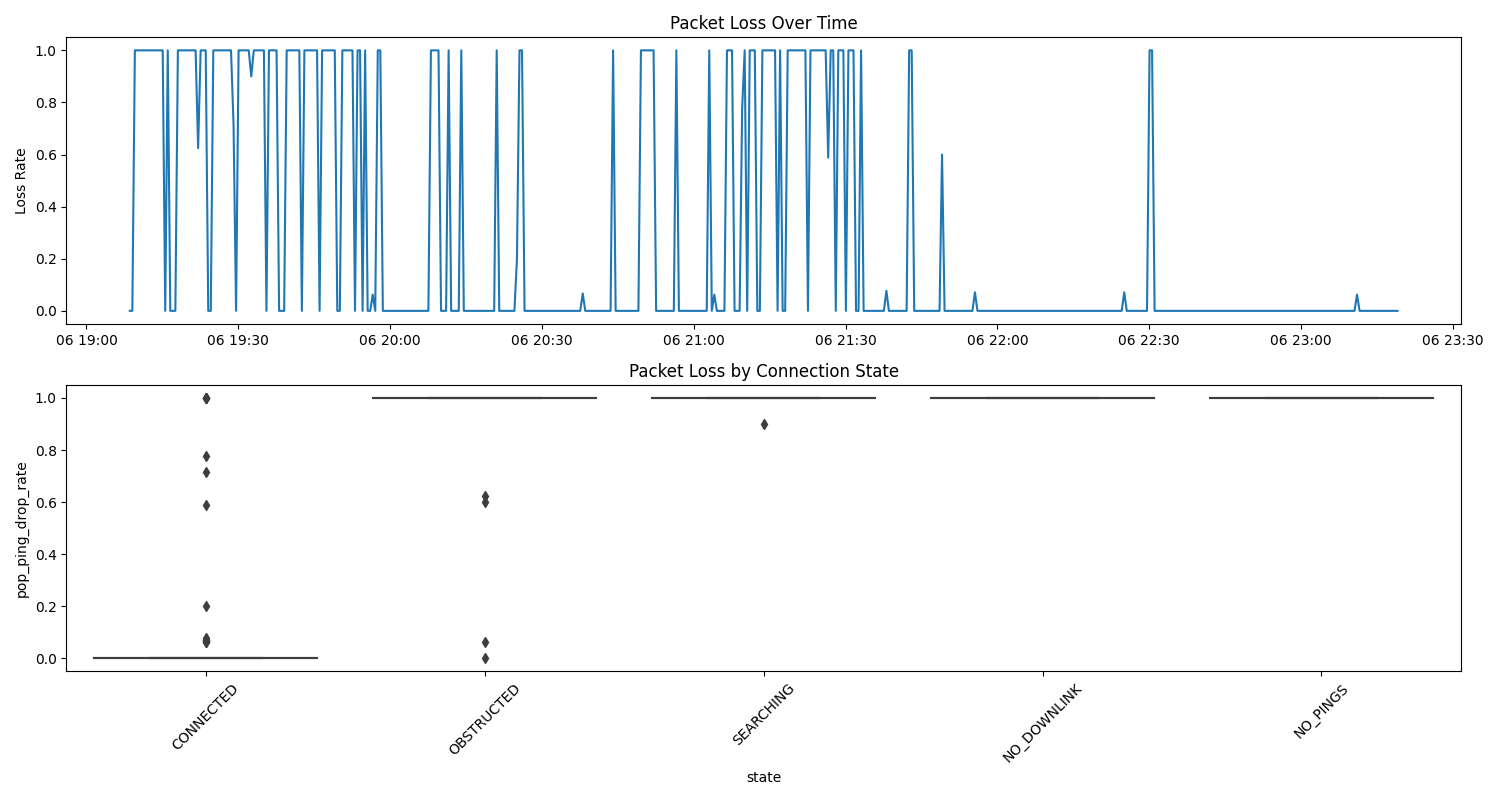 Packet Loss Over Time
Loss Rate
1.0
0.8
0.6
0.4
0.2
0.0
06 19:00 06 19:30 06 20:00 06 20:30 06 21:00 06 21:30 06 22:00 06 22:30 06 23:00 06 23:30
Packet Loss by Connection State
pop_ping_drop_rate
1.0
0.8
0.6
0.4
0.2
0.0
CONNECTED OBSTRUCTED SEARCHING NO_DOWNLINK NO_PINGS
state